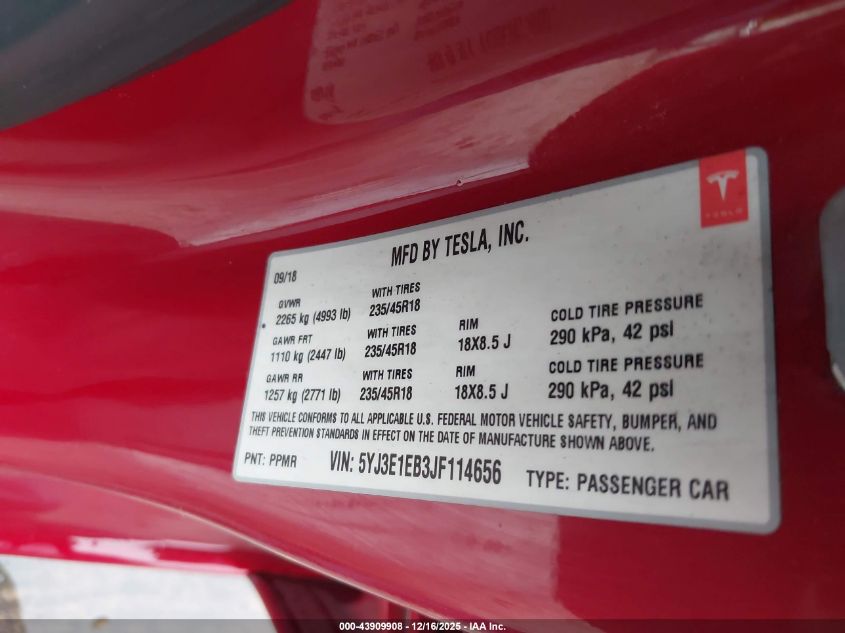 TESLA
MFD BY TESLA, INC.
09/18
GVWR
2265 kg (4993 lb)
WITH TIRES
235/45R18
GAWR FRT
1110 kg (2447 lb)
WITH TIRES
235/45R18
RIM
18X8.5 J
COLD TIRE PRESSURE
290 kPa, 42 psi
GAWR RR
1257 kg (2771 lb)
WITH TIRES
235/45R18
RIM
18X8.5 J
COLD TIRE PRESSURE
290 kPa, 42 psi
THIS VEHICLE CONFORMS TO ALL APPLICABLE U.S. FEDERAL MOTOR VEHICLE SAFETY, BUMPER, AND
THEFT PREVENTION STANDARDS IN EFFECT ON THE DATE OF MANUFACTURE SHOWN ABOVE.
PNT: PPMR
VIN: 5YJ3E1EB3JF114656
TYPE: PASSENGER CAR
000-43909908 - 12/16/2025 - IAA Inc.